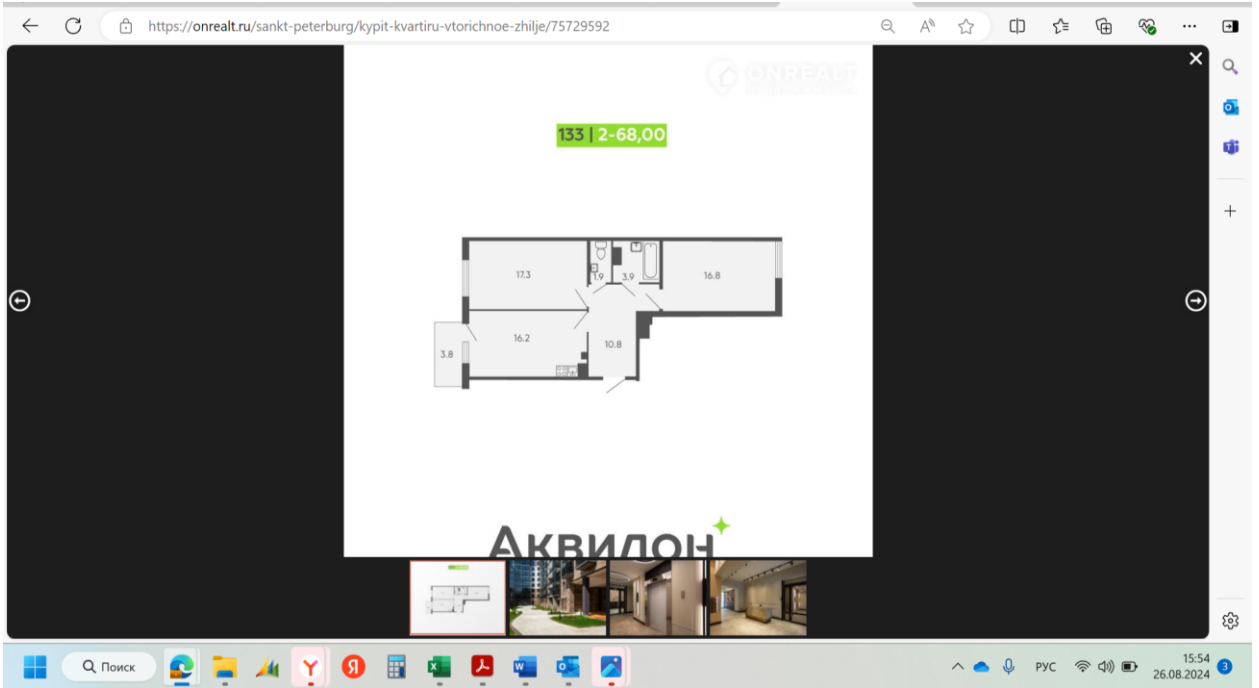 https://onrealt.ru/sankt-peterburg/kypit-kvartiru-vtorichnoe-zhilje/75729592
ONREALT
133 | 2-68,00
17.3
1.9
3.9
16.8
16.2
10.8
3.8
Аквилон
Поиск
РУС
15:54
26.08.2024
3